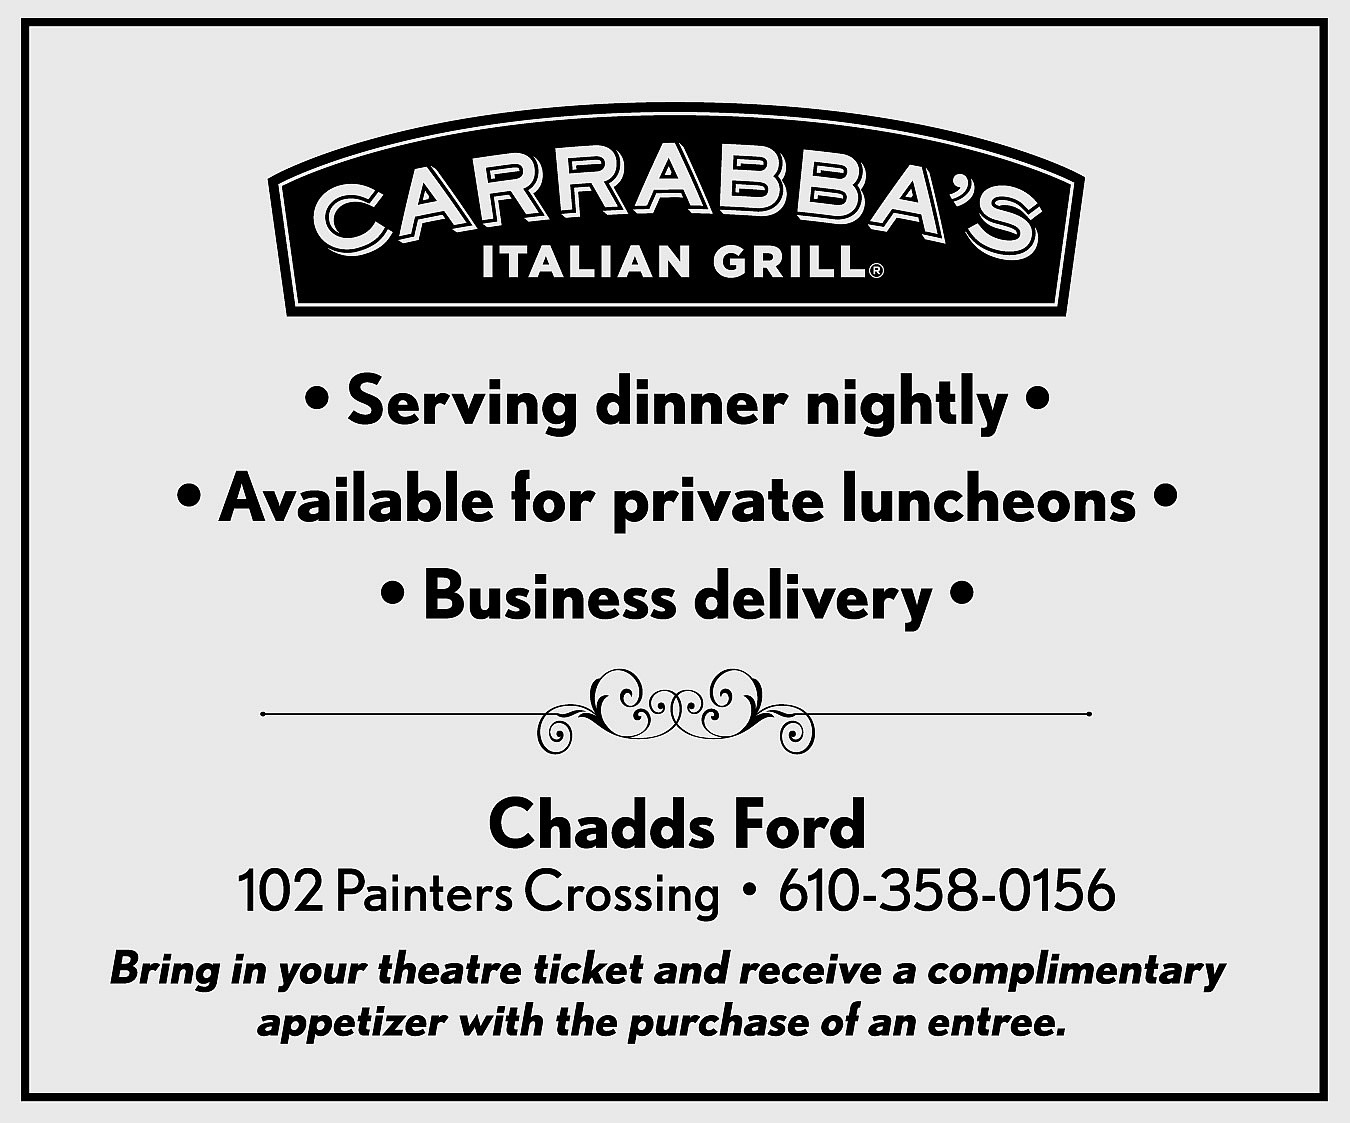 CARRABBA'S
ITALIAN GRILL®
• Serving dinner nightly •
• Available for private luncheons •
• Business delivery •
Chadds Ford
102 Painters Crossing • 610-358-0156
Bring in your theatre ticket and receive a complimentary
appetizer with the purchase of an entree.